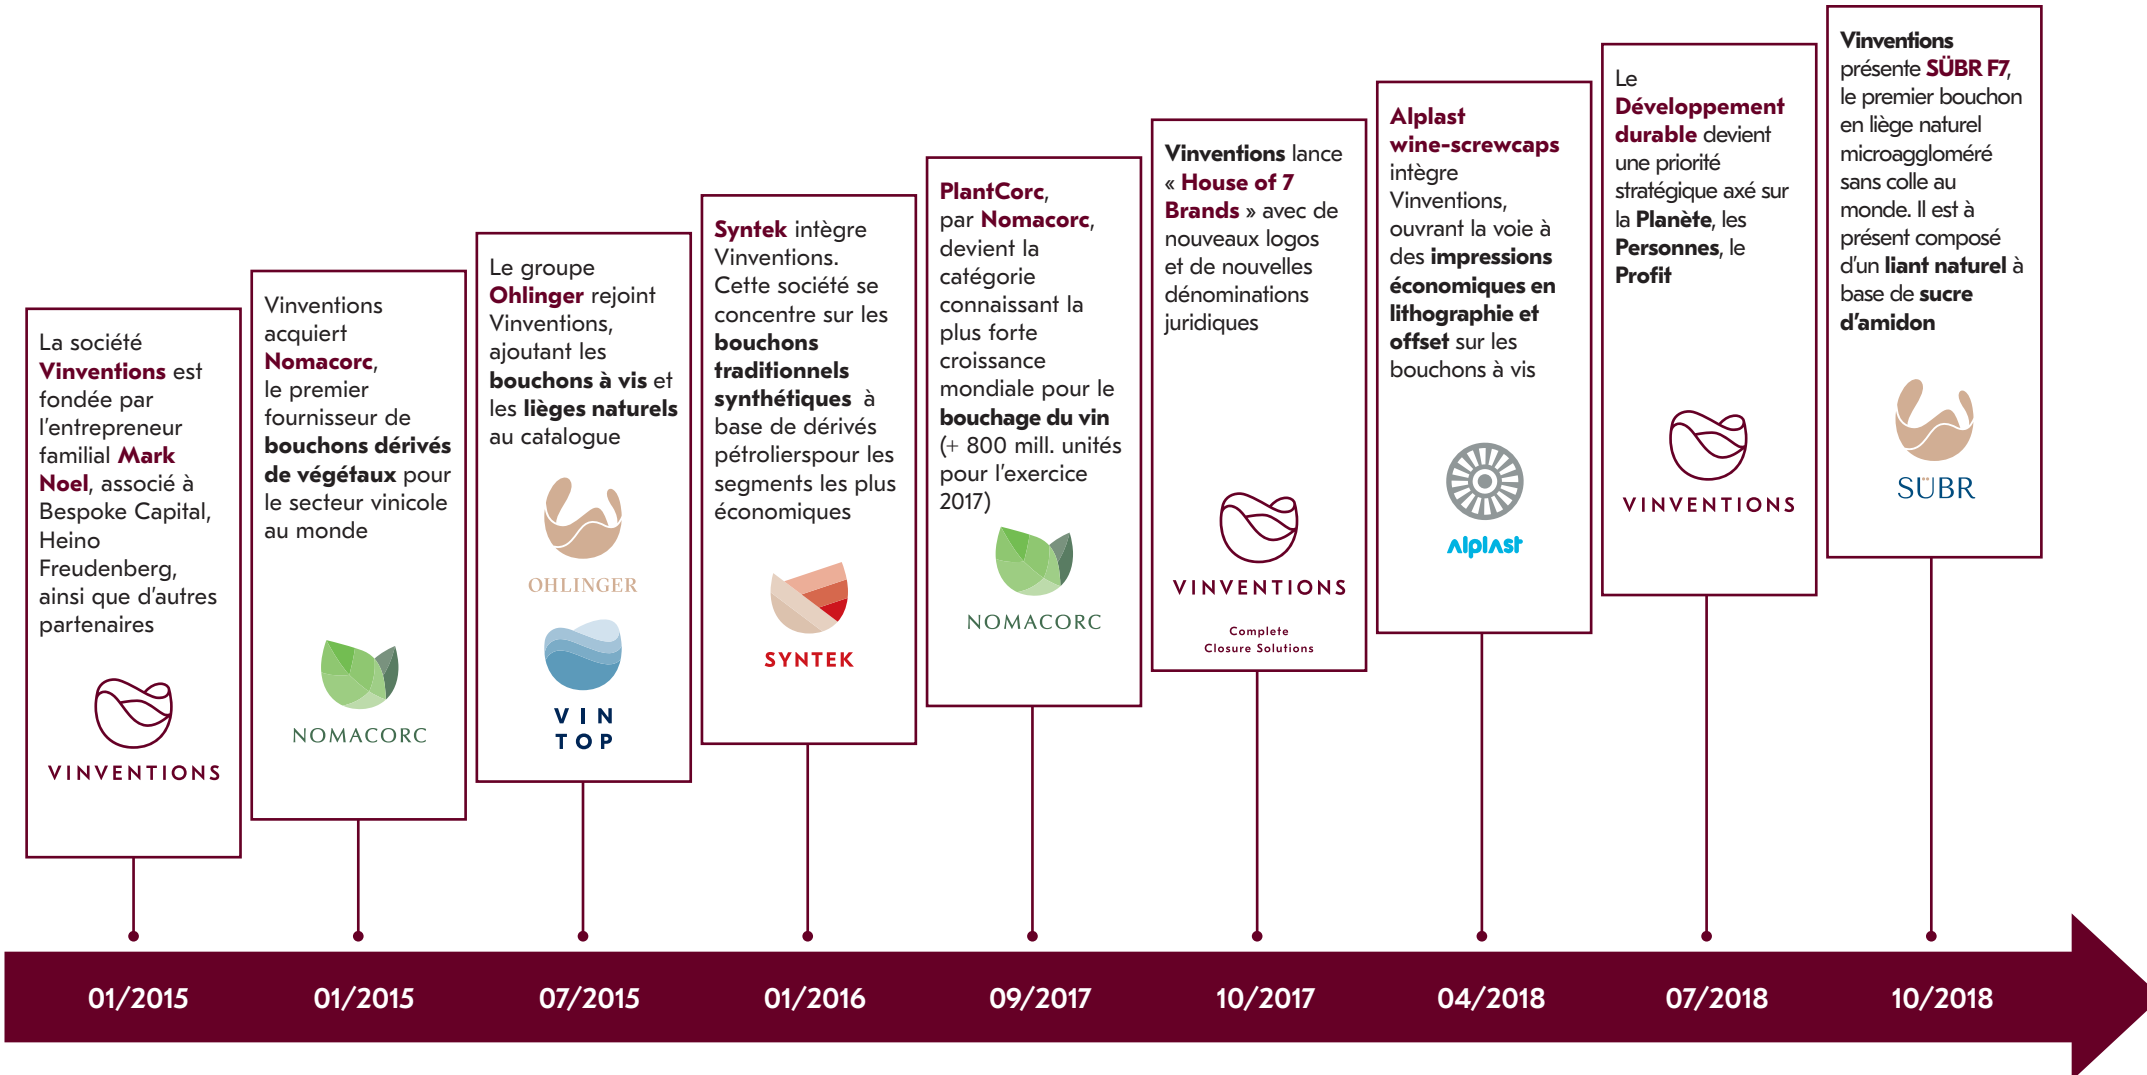 La société
Vinventions est
fondée par
l’entrepreneur
familial Mark
Noel, associé à
Bespoke Capital,
Heino
Freudenberg,
ainsi que d’autres
partenaires
VINVENTIONS
Vinventions
acquiert
Nomacorc,
le premier
fournisseur de
bouchons dérivés
de végétaux pour
le secteur vinicole
au monde
NOMACORC
Le groupe
Ohlinger rejoint
Vinventions,
ajoutant les
bouchons à vis et
les lièges naturels
au catalogue
OHLINGER
VIN
TOP
Syntek intègre
Vinventions.
Cette société se
concentre sur les
bouchons
traditionnels
synthétiques à
base de dérivés
pétrolierspour les
segments les plus
économiques
SYNTEK
PlantCorc,
par Nomacorc,
devient la
catégorie
connaissant la
plus forte
croissance
mondiale pour le
bouchage du vin
(+ 800 mill. unités
pour l’exercice
2017)
NOMACORC
Vinventions lance
« House of 7
Brands » avec de
nouveaux logos
et de nouvelles
dénominations
juridiques
VINVENTIONS
Complete
Closure Solutions
Alplast
wine-screwcaps
intègre
Vinventions,
ouvrant la voie à
des impressions
économiques en
lithographie et
offset sur les
bouchons à vis
Alplast
Le
Développement
durable devient
une priorité
stratégique axé sur
la Planète, les
Personnes, le
Profit
VINVENTIONS
Vinventions
présente SÜBR F7,
le premier bouchon
en liège naturel
microaggloméré
sans colle au
monde. Il est à
présent composé
d’un liant naturel à
base de sucre
d’amidon
SÜBR
01/2015
01/2015
07/2015
01/2016
09/2017
10/2017
04/2018
07/2018
10/2018